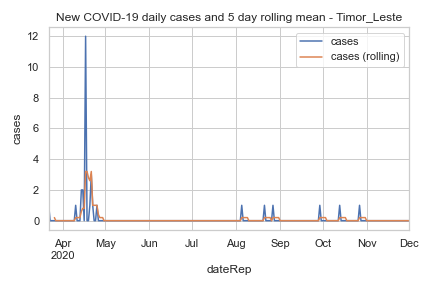 New COVID-19 daily cases and 5 day rolling mean - Timor_Leste
cases
cases (rolling)
12
10
8
6
4
2
0
cases
Apr May Jun Jul Aug Sep Oct Nov Dec
2020
dateRep